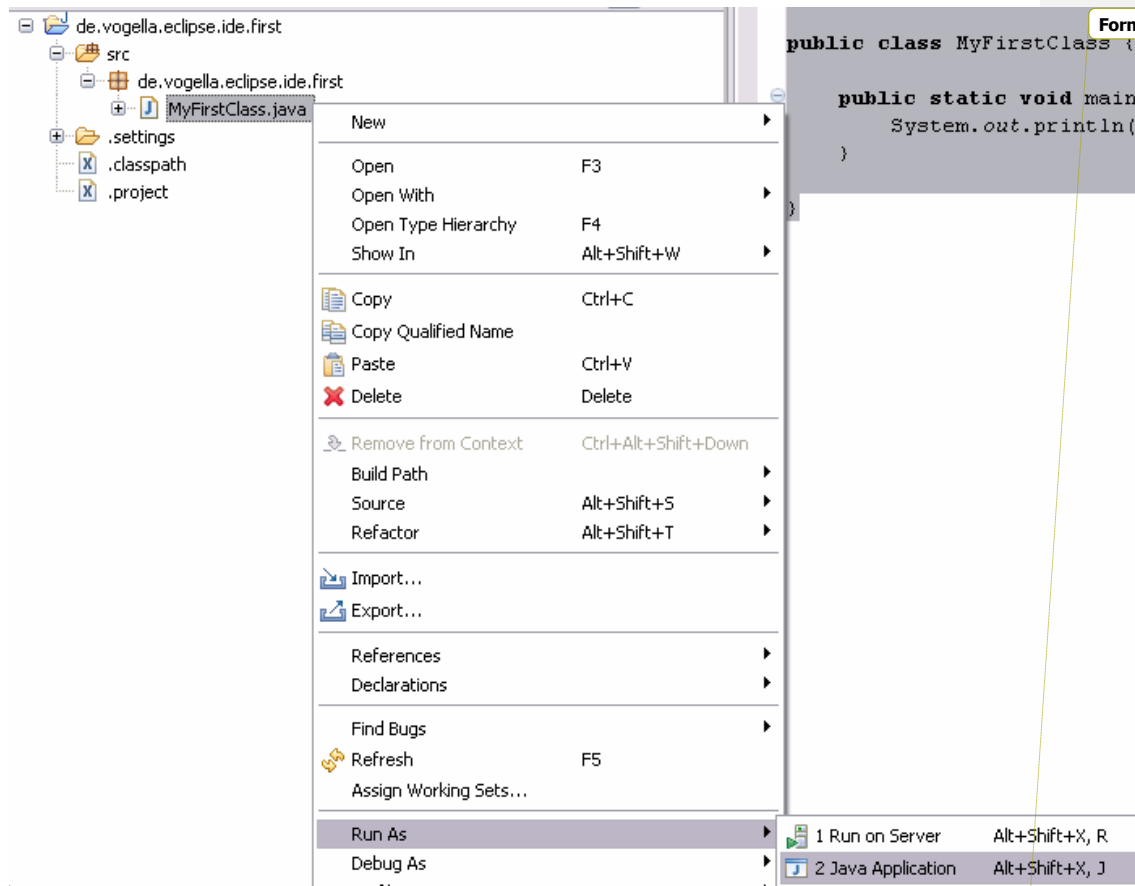 de.vogella.eclipse.ide.first
src
de.vogella.eclipse.ide.first
MyFirstClass.java
.settings
.classpath
.project
New
Open F3
Open With
Open Type Hierarchy F4
Show In Alt+Shift+W
Copy Ctrl+C
Copy Qualified Name
Paste Ctrl+V
Delete Delete
Remove from Context Ctrl+Alt+Shift+Down
Build Path
Source Alt+Shift+S
Refactor Alt+Shift+T
Import...
Export...
References
Declarations
Find Bugs
Refresh F5
Assign Working Sets...
Run As
Debug As
1 Run on Server Alt+Shift+X, R
2 Java Application Alt+Shift+X, J
public class MyFirstClass {
public static void main
System.out.println(
}
}
Form